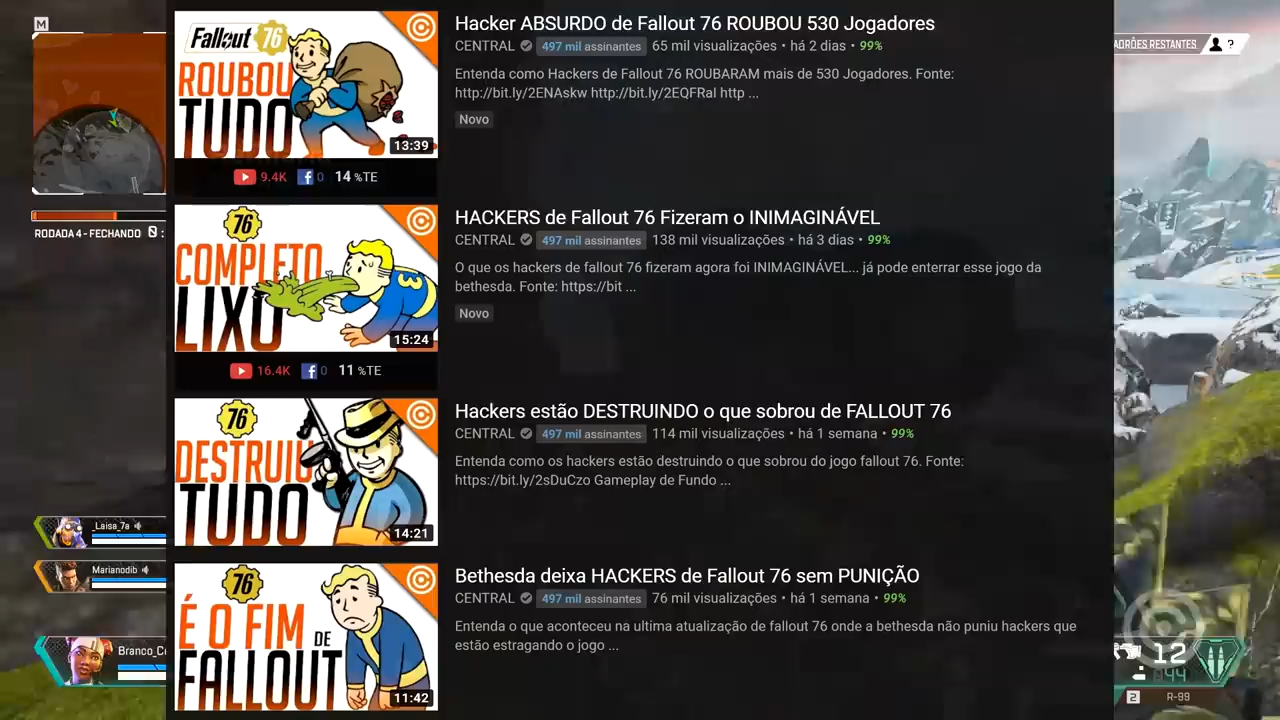 M
RODADA 4 - FECHANDO 0 :
_Laisa_7a
Marianodib
Branco_Co
Fallout 76
ROUBOU
TUDO
13:39
9.4K 0 14 %TE
Hacker ABSURDO de Fallout 76 ROUBOU 530 Jogadores
CENTRAL 497 mil assinantes 65 mil visualizações • há 2 dias • 99%
Entenda como Hackers de Fallout 76 ROUBARAM mais de 530 Jogadores. Fonte:
http://bit.ly/2ENAskw http://bit.ly/2EQFRal http ...
Novo
76
COMPLETO
LIXO
15:24
16.4K 0 11 %TE
HACKERS de Fallout 76 Fizeram o INIMAGINÁVEL
CENTRAL 497 mil assinantes 138 mil visualizações • há 3 dias • 99%
O que os hackers de fallout 76 fizeram agora foi INIMAGINÁVEL... já pode enterrar esse jogo da
bethesda. Fonte: https://bit ...
Novo
76
DESTRUIU
TUDO
14:21
Hackers estão DESTRUINDO o que sobrou de FALLOUT 76
CENTRAL 497 mil assinantes 114 mil visualizações • há 1 semana • 99%
Entenda como os hackers estão destruindo o que sobrou do jogo fallout 76. Fonte:
https://bit.ly/2sDuCzo Gameplay de Fundo ...
76
É O FIM
DE
FALLOUT
11:42
Bethesda deixa HACKERS de Fallout 76 sem PUNIÇÃO
CENTRAL 497 mil assinantes 76 mil visualizações • há 1 semana • 99%
Entenda o que aconteceu na ultima atualização de fallout 76 onde a bethesda não puniu hackers que
estão estragando o jogo ...
ADRÕES RESTANTES ?
12
2 R-99